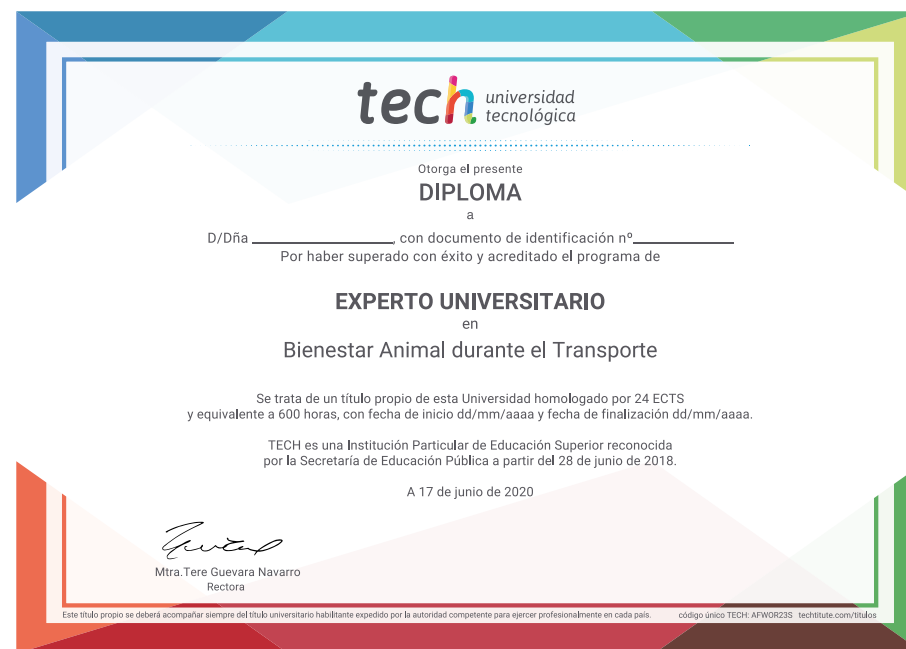 tech universidad
tecnológica
Otorga el presente
DIPLOMA
a
D/Dña ____________________, con documento de identificación nº______________
Por haber superado con éxito y acreditado el programa de
EXPERTO UNIVERSITARIO
en
Bienestar Animal durante el Transporte
Se trata de un título propio de esta Universidad homologado por 24 ECTS
y equivalente a 600 horas, con fecha de inicio dd/mm/aaaa y fecha de finalización dd/mm/aaaa.
TECH es una Institución Particular de Educación Superior reconocida
por la Secretaría de Educación Pública a partir del 28 de junio de 2018.
A 17 de junio de 2020
Mtra.Tere Guevara Navarro
Rectora
Este título propio se deberá acompañar siempre del título universitario habilitante expedido por la autoridad competente para ejercer profesionalmente en cada país. código único TECH: AFWOR23S techtitute.com/titulos